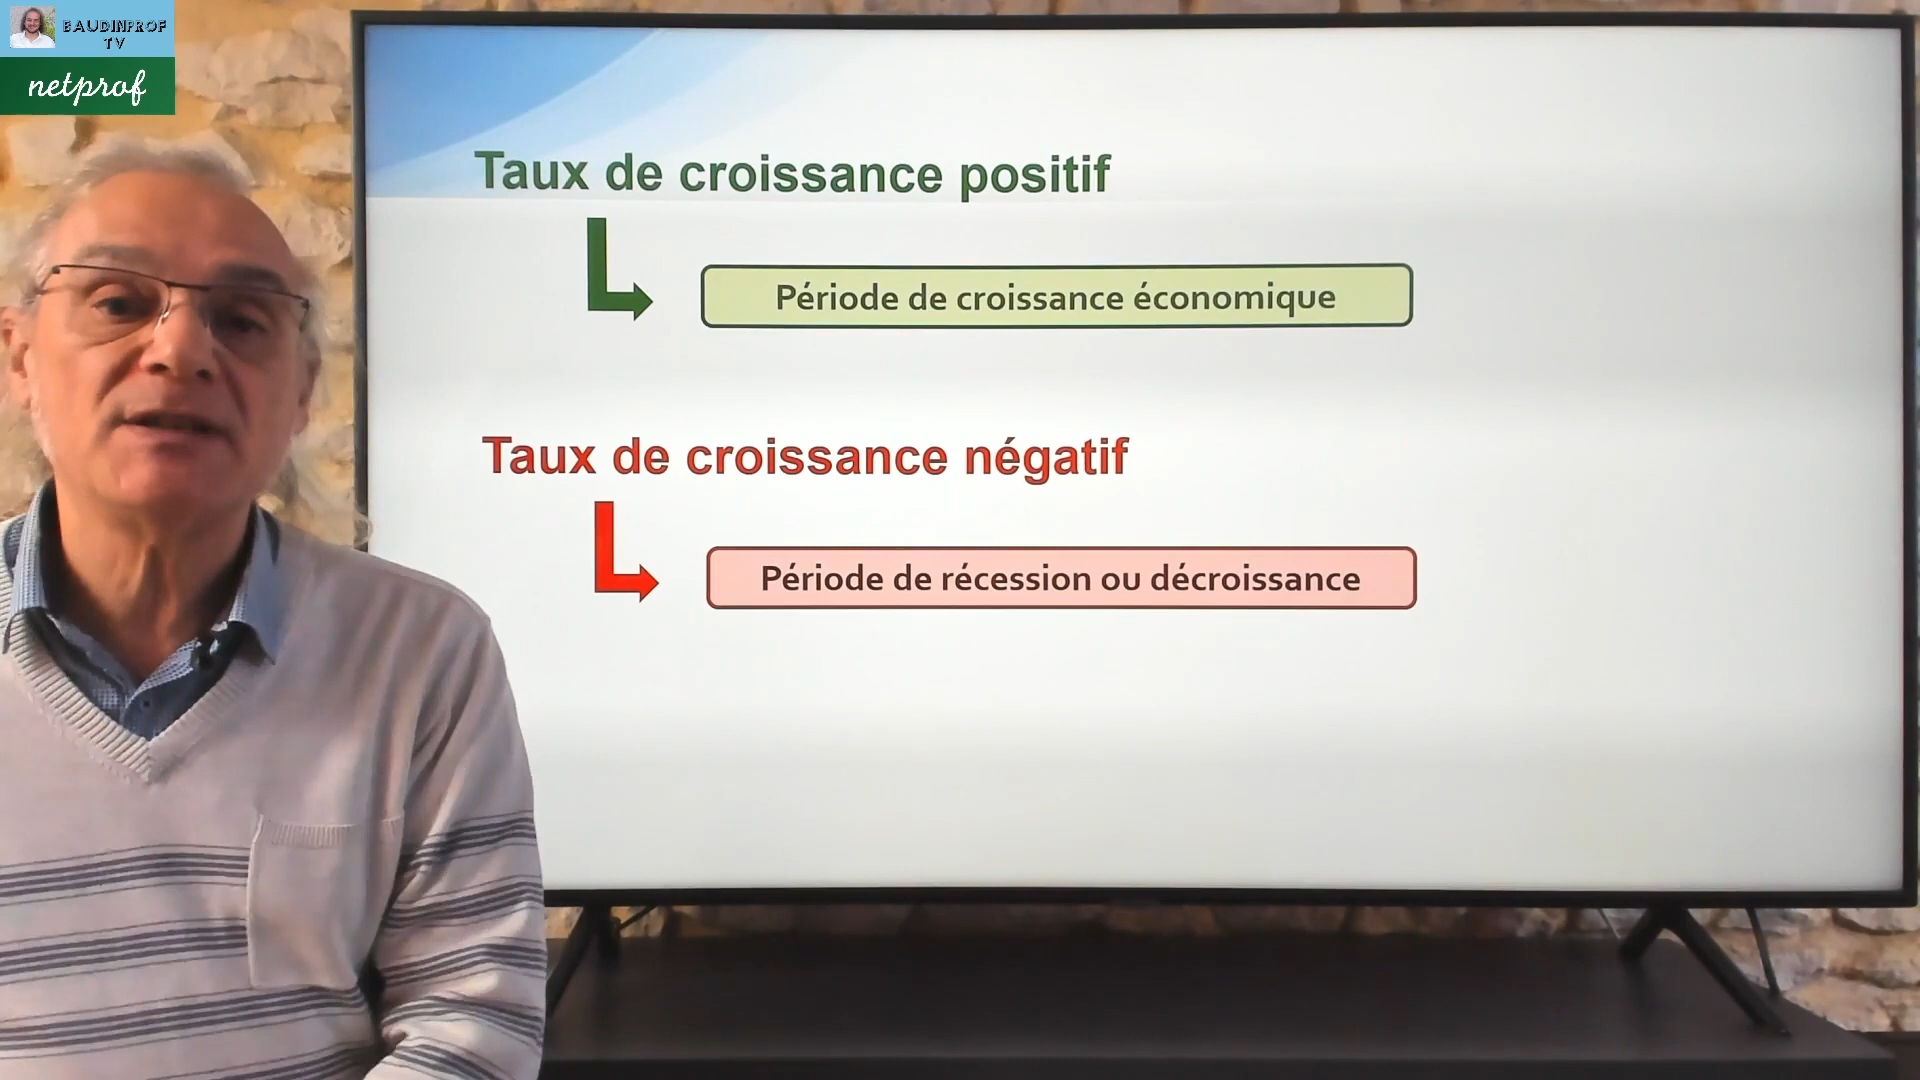 BAUDINPROF
TV
netprof
Taux de croissance positif
Période de croissance économique
Taux de croissance négatif
Période de récession ou décroissance